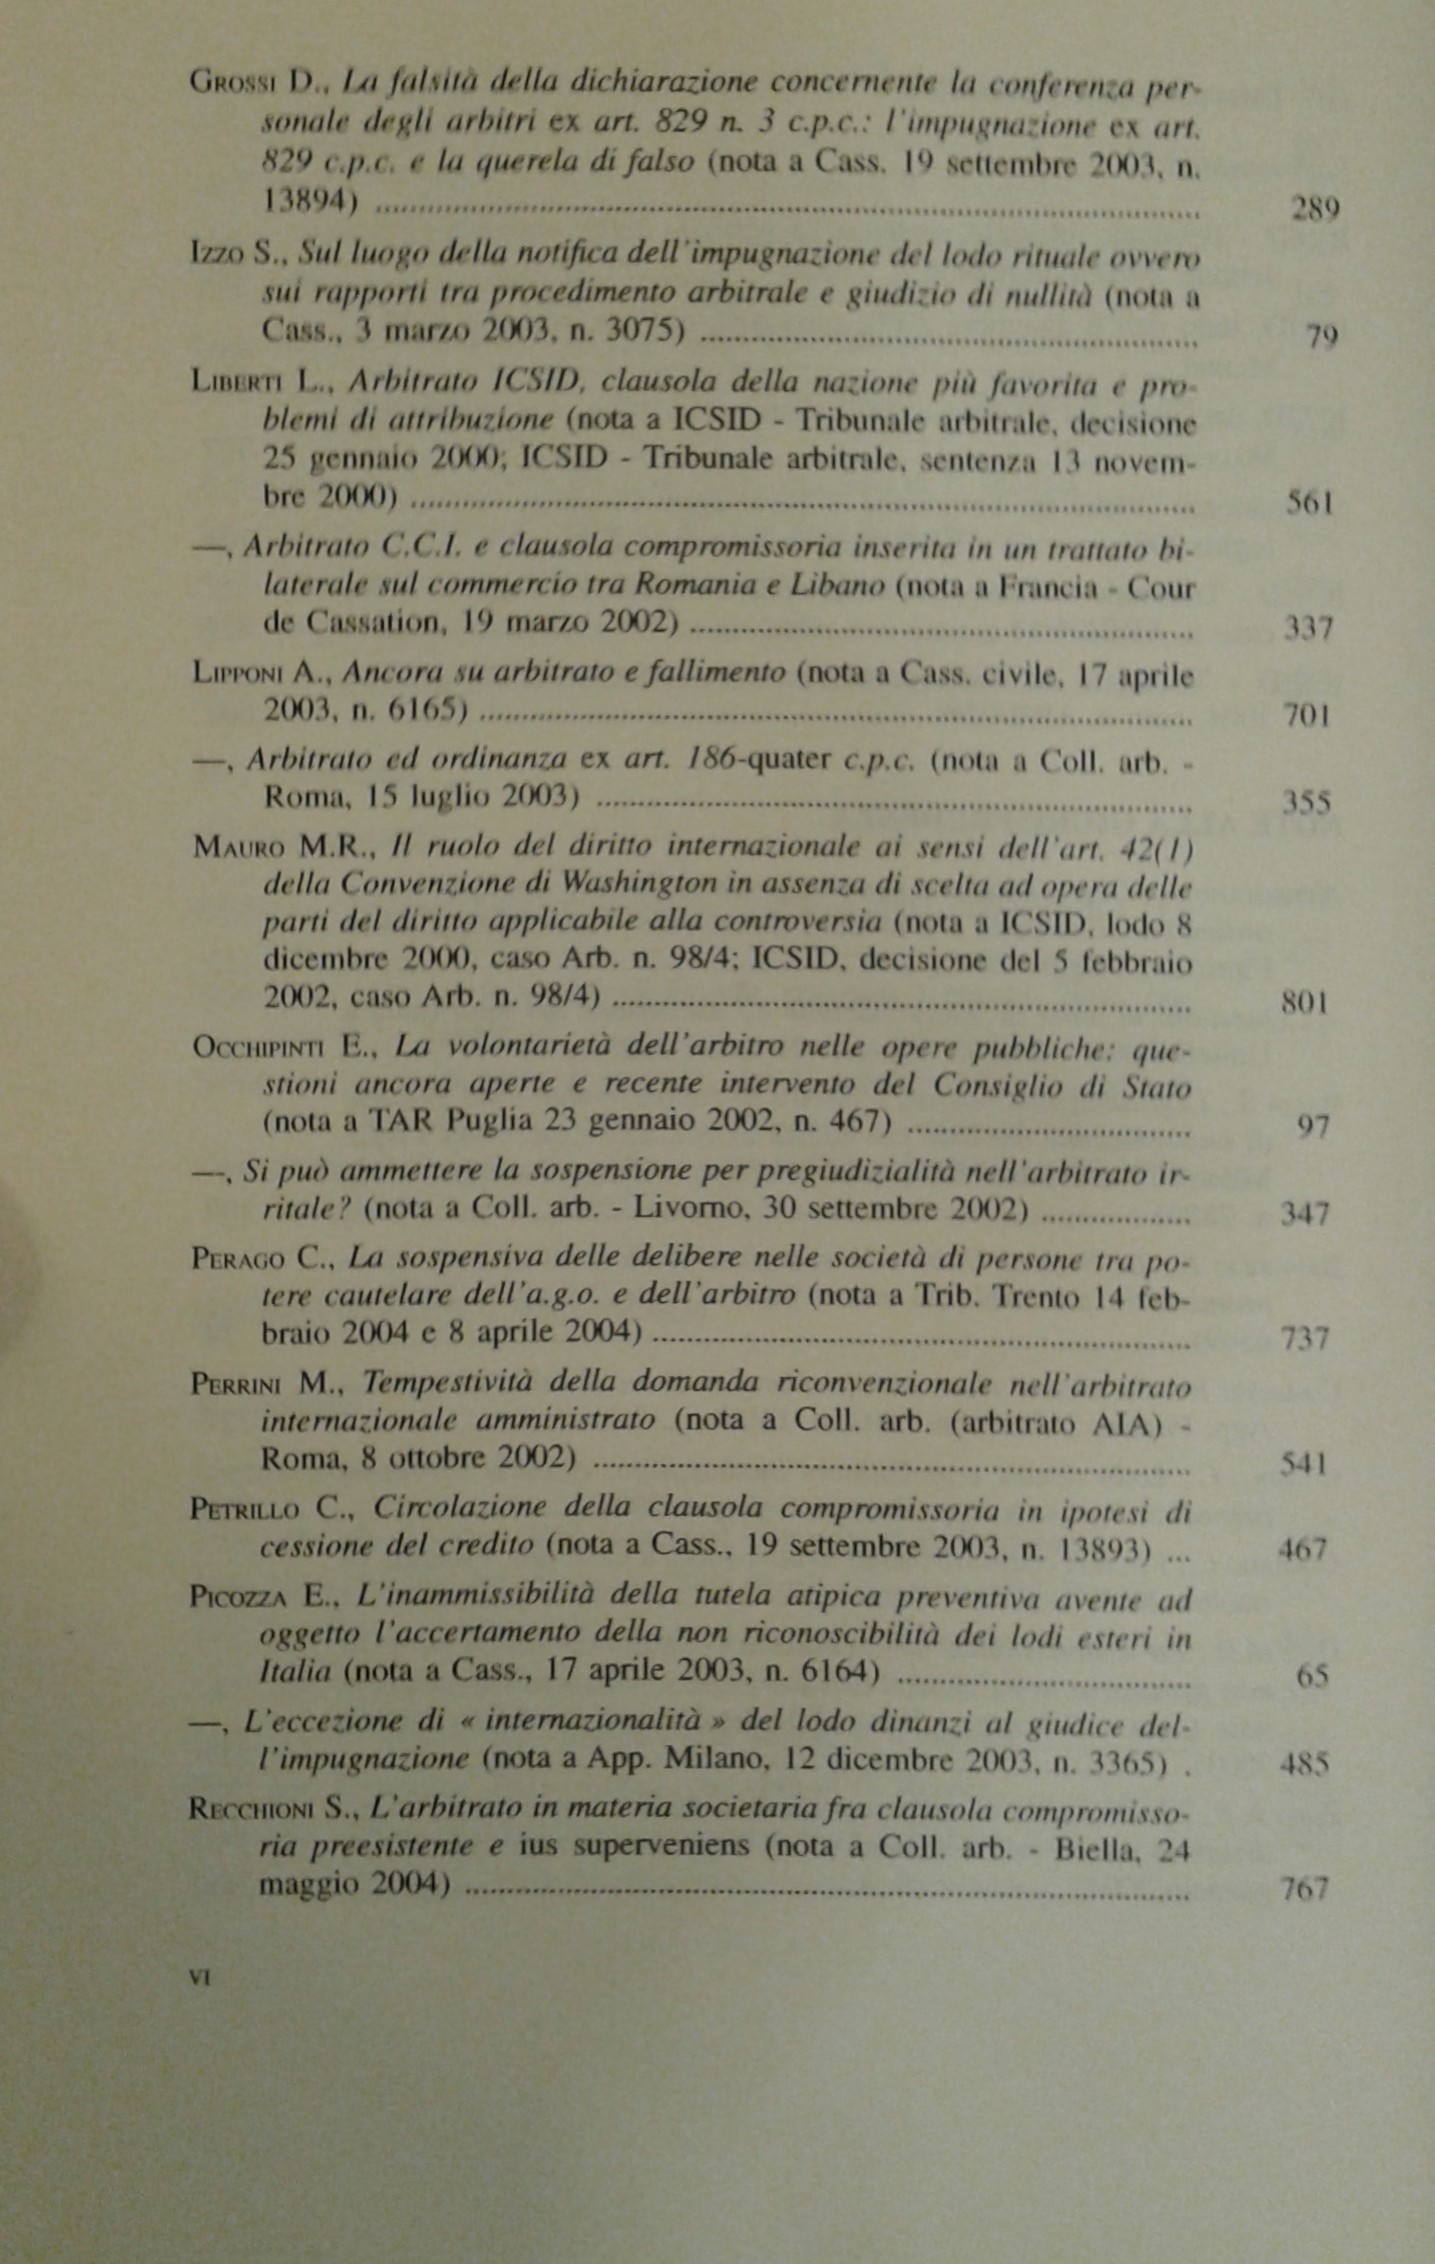 GROSSI D., La falsità della dichiarazione concernente la conferenza per-
sonale degli arbitri ex art. 829 n. 3 c.p.c.: l'impugnazione ex art.
829 c.p.c. e la querela di falso (nota a Cass. 19 settembre 2003, n.
13894) .......... 289
IZZO S., Sul luogo della notifica dell'impugnazione del lodo rituale ovvero
sui rapporti tra procedimento arbitrale e giudizio di nullità (nota a
Cass., 3 marzo 2003, n. 3075) .......... 79
LIBERTI L., Arbitrato ICSID, clausola della nazione più favorita e pro-
blemi di attribuzione (nota a ICSID - Tribunale arbitrale, decisione
25 gennaio 2000; ICSID - Tribunale arbitrale, sentenza 13 novem-
bre 2000) .......... 561
—, Arbitrato C.C.I. e clausola compromissoria inserita in un trattato bi-
laterale sul commercio tra Romania e Libano (nota a Francia - Cour
de Cassation, 19 marzo 2002) .......... 337
LIPPONI A., Ancora su arbitrato e fallimento (nota a Cass. civile, 17 aprile
2003, n. 6165) .......... 701
—, Arbitrato ed ordinanza ex art. 186-quater c.p.c. (nota a Coll. arb. -
Roma, 15 luglio 2003) .......... 355
MAURO M.R., Il ruolo del diritto internazionale ai sensi dell'art. 42(1)
della Convenzione di Washington in assenza di scelta ad opera delle
parti del diritto applicabile alla controversia (nota a ICSID, lodo 8
dicembre 2000, caso Arb. n. 98/4; ICSID, decisione del 5 febbraio
2002, caso Arb. n. 98/4) .......... 801
OCCHIPINTI E., La volontarietà dell'arbitro nelle opere pubbliche: que-
stioni ancora aperte e recente intervento del Consiglio di Stato
(nota a TAR Puglia 23 gennaio 2002, n. 467) .......... 97
—, Si può ammettere la sospensione per pregiudizialità nell'arbitrato ir-
ritale? (nota a Coll. arb. - Livorno, 30 settembre 2002) .......... 347
PERAGO C., La sospensiva delle delibere nelle società di persone tra po-
tere cautelare dell'a.g.o. e dell'arbitro (nota a Trib. Trento 14 feb-
braio 2004 e 8 aprile 2004) .......... 737
PERRINI M., Tempestività della domanda riconvenzionale nell'arbitrato
internazionale amministrato (nota a Coll. arb. (arbitrato AIA) -
Roma, 8 ottobre 2002) .......... 541
PETRILLO C., Circolazione della clausola compromissoria in ipotesi di
cessione del credito (nota a Cass., 19 settembre 2003, n. 13893) ... 467
PICOZZA E., L'inammissibilità della tutela atipica preventiva avente ad
oggetto l'accertamento della non riconoscibilità dei lodi esteri in
Italia (nota a Cass., 17 aprile 2003, n. 6164) .......... 65
—, L'eccezione di « internazionalità » del lodo dinanzi al giudice del-
l'impugnazione (nota a App. Milano, 12 dicembre 2003, n. 3365) . 485
RECCHIONI S., L'arbitrato in materia societaria fra clausola compromisso-
ria preesistente e ius superveniens (nota a Coll. arb. - Biella, 24
maggio 2004) .......... 767
VI